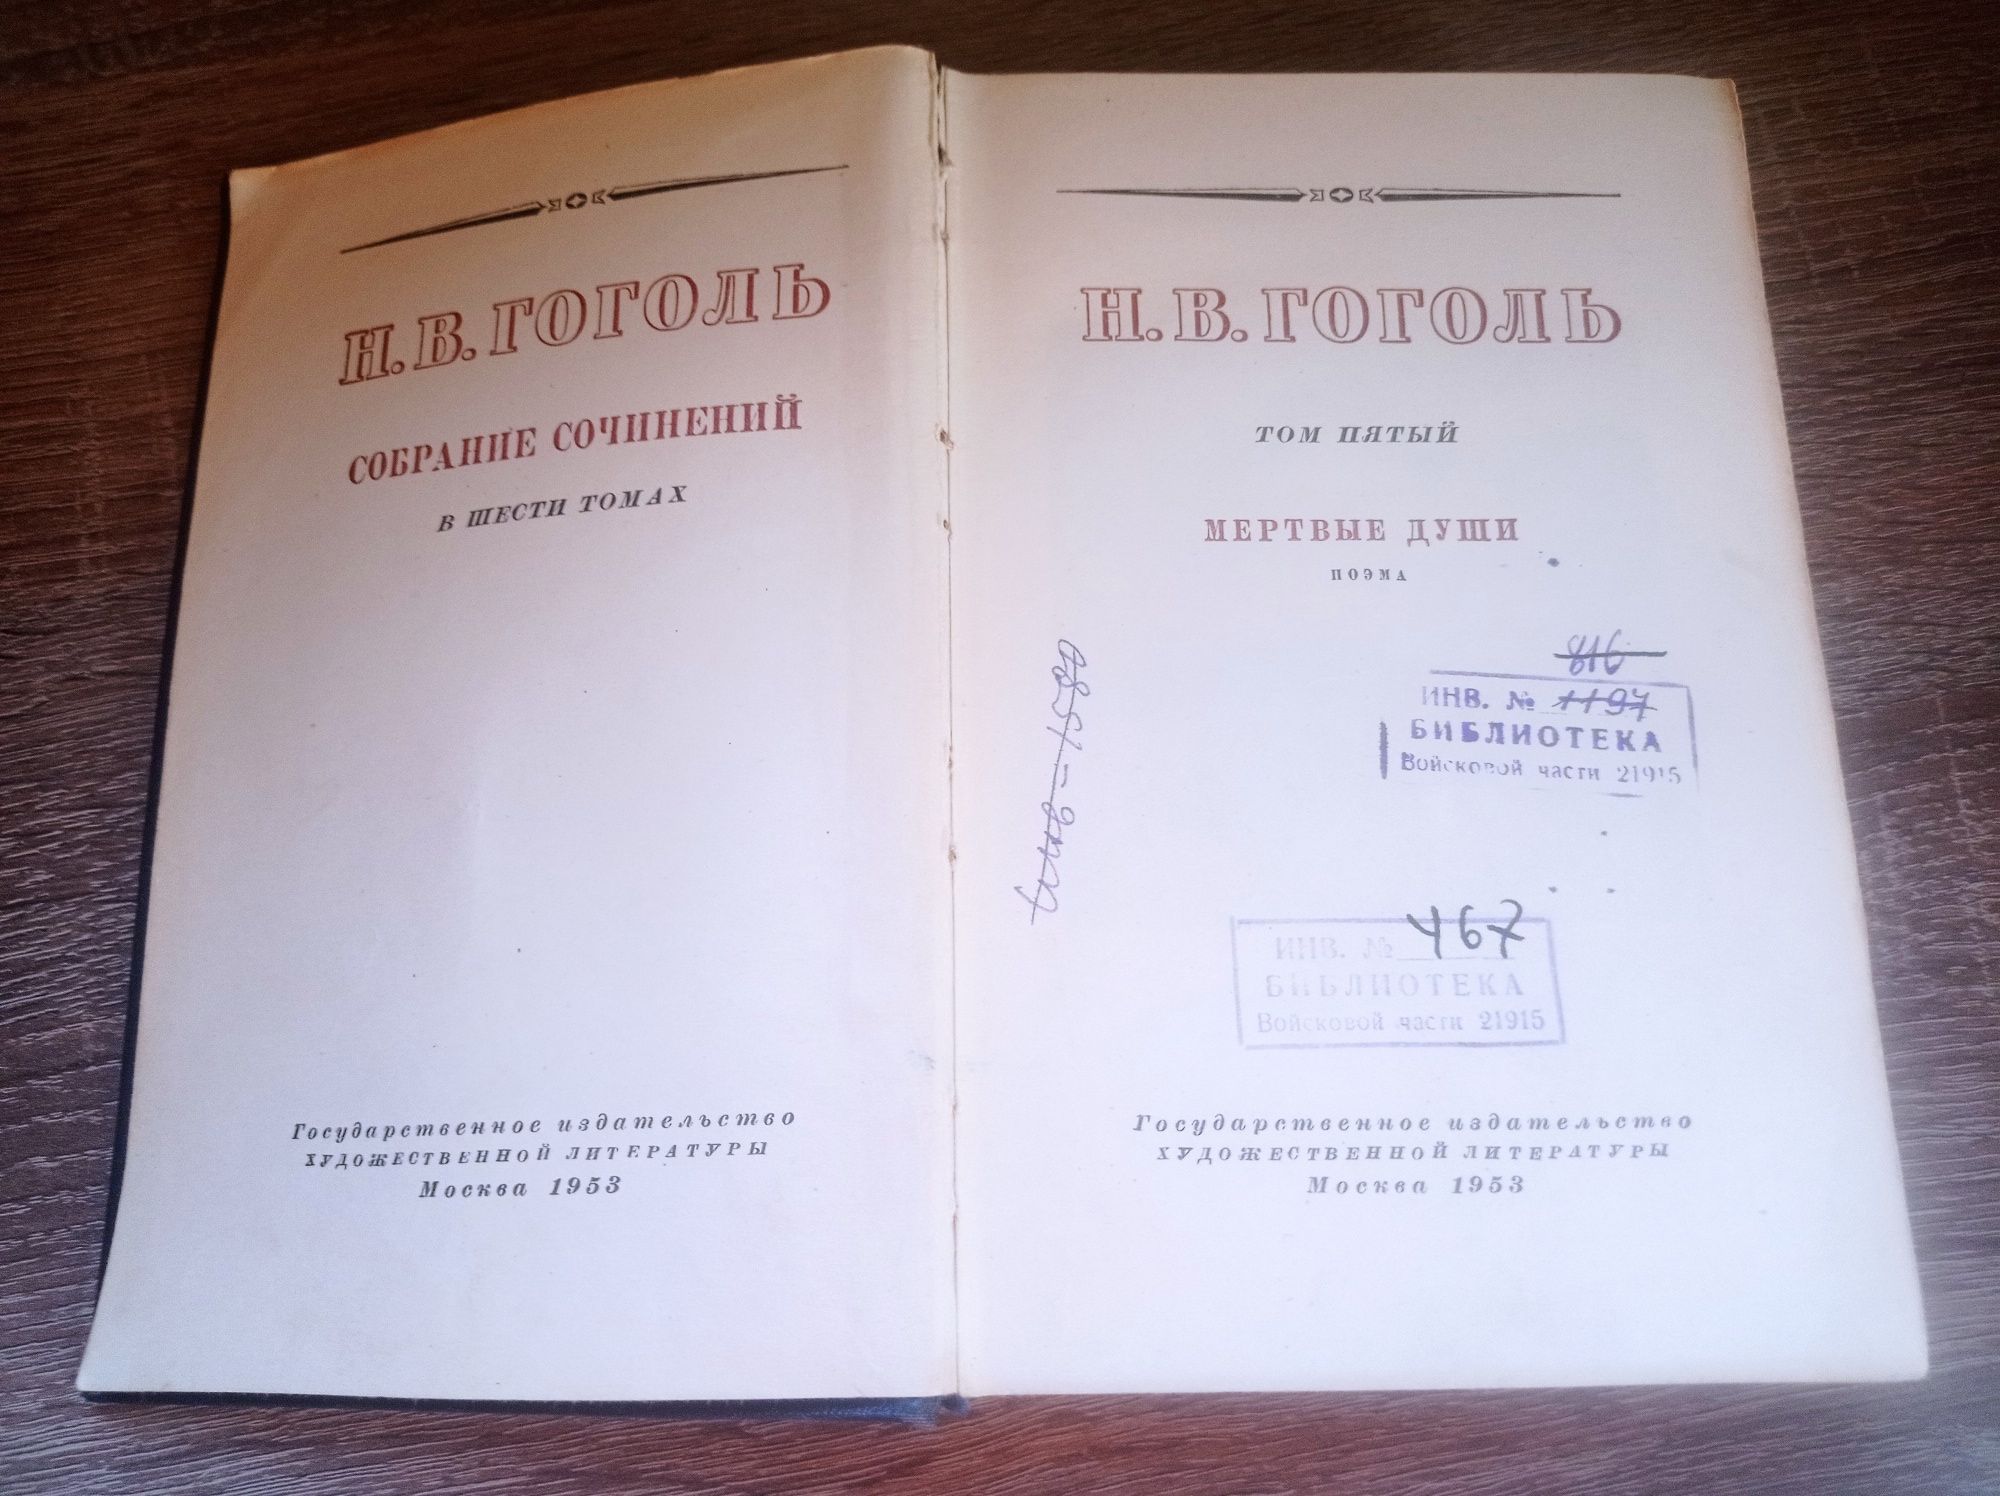 Н. В. ГОГОЛЬ
СОБРАНИЕ СОЧИНЕНИЙ
В ШЕСТИ ТОМАХ
Государственное издательство
ХУДОЖЕСТВЕННОЙ ЛИТЕРАТУРЫ
Москва 1953
Н. В. ГОГОЛЬ
ТОМ ПЯТЫЙ
МЕРТВЫЕ ДУШИ
ПОЭМА
816
ИНВ. № 1197
БИБЛИОТЕКА
Войсковой части 21915
ИНВ. № 467
БИБЛИОТЕКА
Войсковой части 21915
Государственное издательство
ХУДОЖЕСТВЕННОЙ ЛИТЕРАТУРЫ
Москва 1953